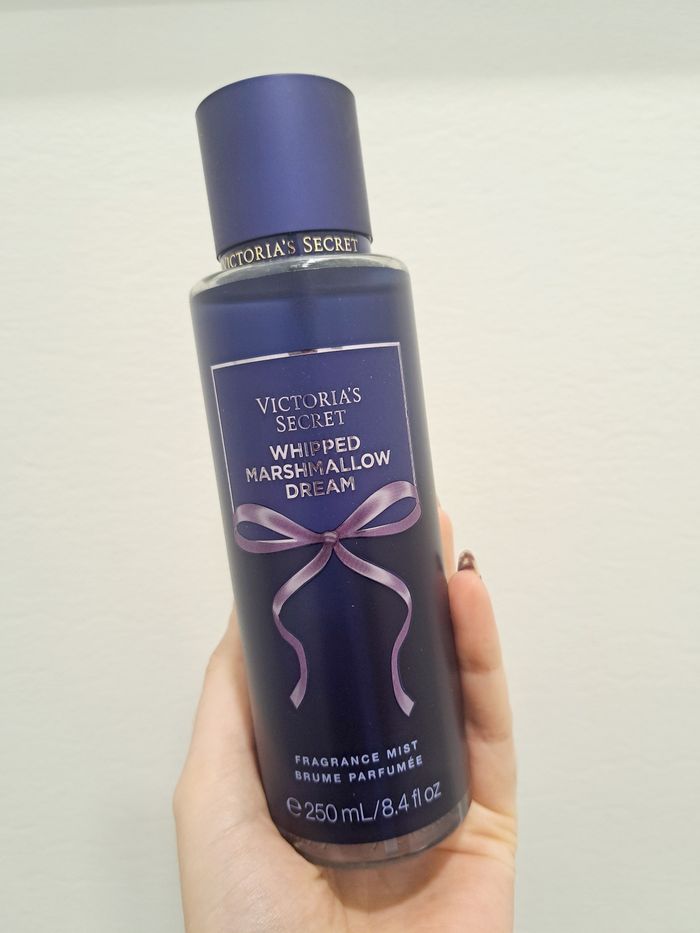 VICTORIA'S SECRET
VICTORIA'S
SECRET
WHIPPED
MARSHMALLOW
DREAM
FRAGRANCE MIST
BRUME PARFUMÉE
℮ 250 mL/8.4 fl oz